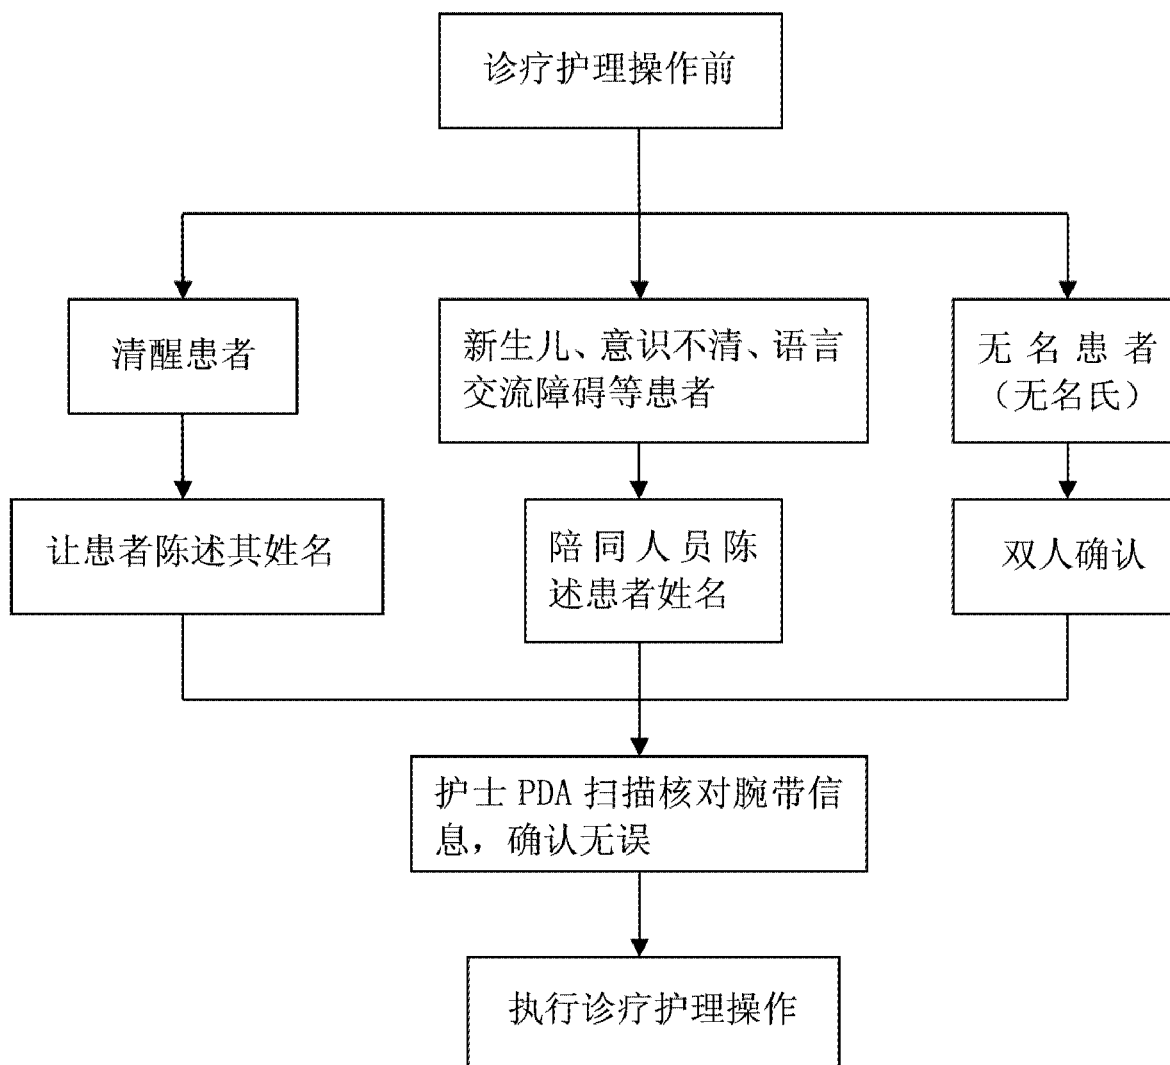 诊疗护理操作前
清醒患者
新生儿、意识不清、语言
交流障碍等患者
无名患者
（无名氏）
让患者陈述其姓名
陪同人员陈
述患者姓名
双人确认
护士 PDA 扫描核对腕带信
息，确认无误
执行诊疗护理操作